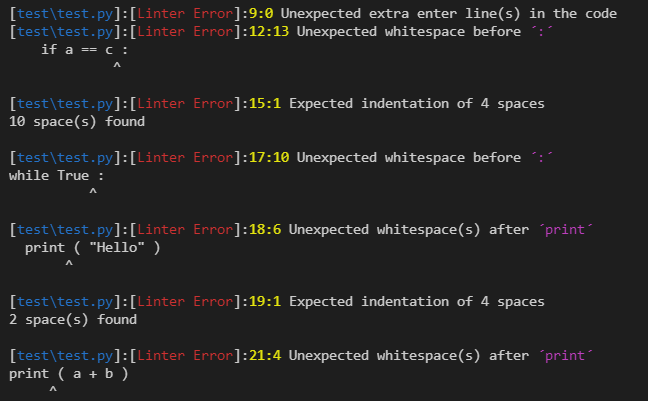 [test\test.py]:[Linter Error]:9:0 Unexpected extra enter line(s) in the code
[test\test.py]:[Linter Error]:12:13 Unexpected whitespace before ´:´
    if a == c :
             ^
[test\test.py]:[Linter Error]:15:1 Expected indentation of 4 spaces
10 space(s) found
[test\test.py]:[Linter Error]:17:10 Unexpected whitespace before ´:´
while True :
          ^
[test\test.py]:[Linter Error]:18:6 Unexpected whitespace(s) after ´print´
  print ( "Hello" )
       ^
[test\test.py]:[Linter Error]:19:1 Expected indentation of 4 spaces
2 space(s) found
[test\test.py]:[Linter Error]:21:4 Unexpected whitespace(s) after ´print´
print ( a + b )
     ^